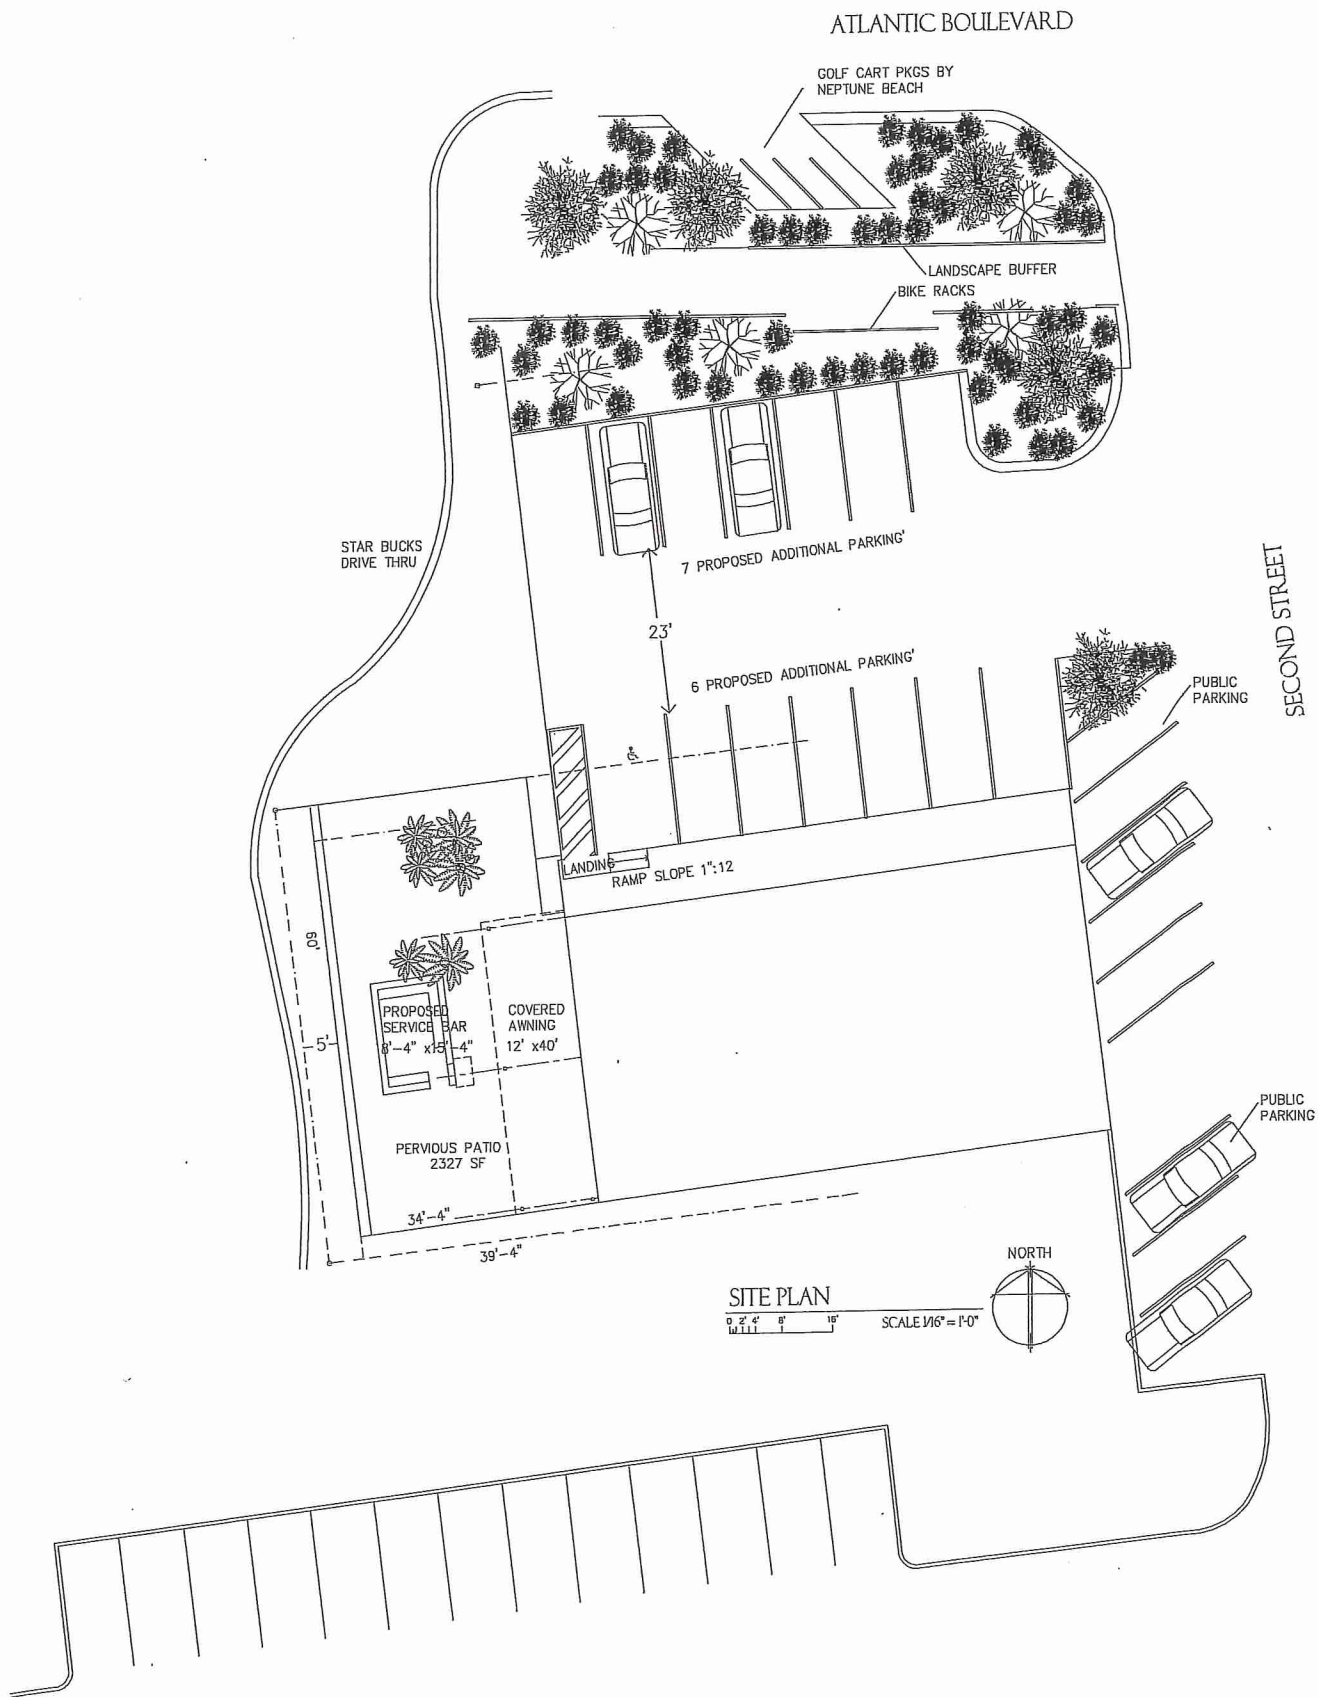 ATLANTIC BOULEVARD
GOLF CART PKGS BY
NEPTUNE BEACH
LANDSCAPE BUFFER
BIKE RACKS
STAR BUCKS
DRIVE THRU
7 PROPOSED ADDITIONAL PARKING'
23'
6 PROPOSED ADDITIONAL PARKING'
SECOND STREET
PUBLIC
PARKING
LANDING
RAMP SLOPE 1":12
60'
5'
PROPOSED
SERVICE BAR
8'-4" x15'-4"
COVERED
AWNING
12' x40'
PERVIOUS PATIO
2327 SF
PUBLIC
PARKING
34'-4"
39'-4"
NORTH
SITE PLAN
0 2' 4' 8' 16'
SCALE 1/16" = 1'-0"